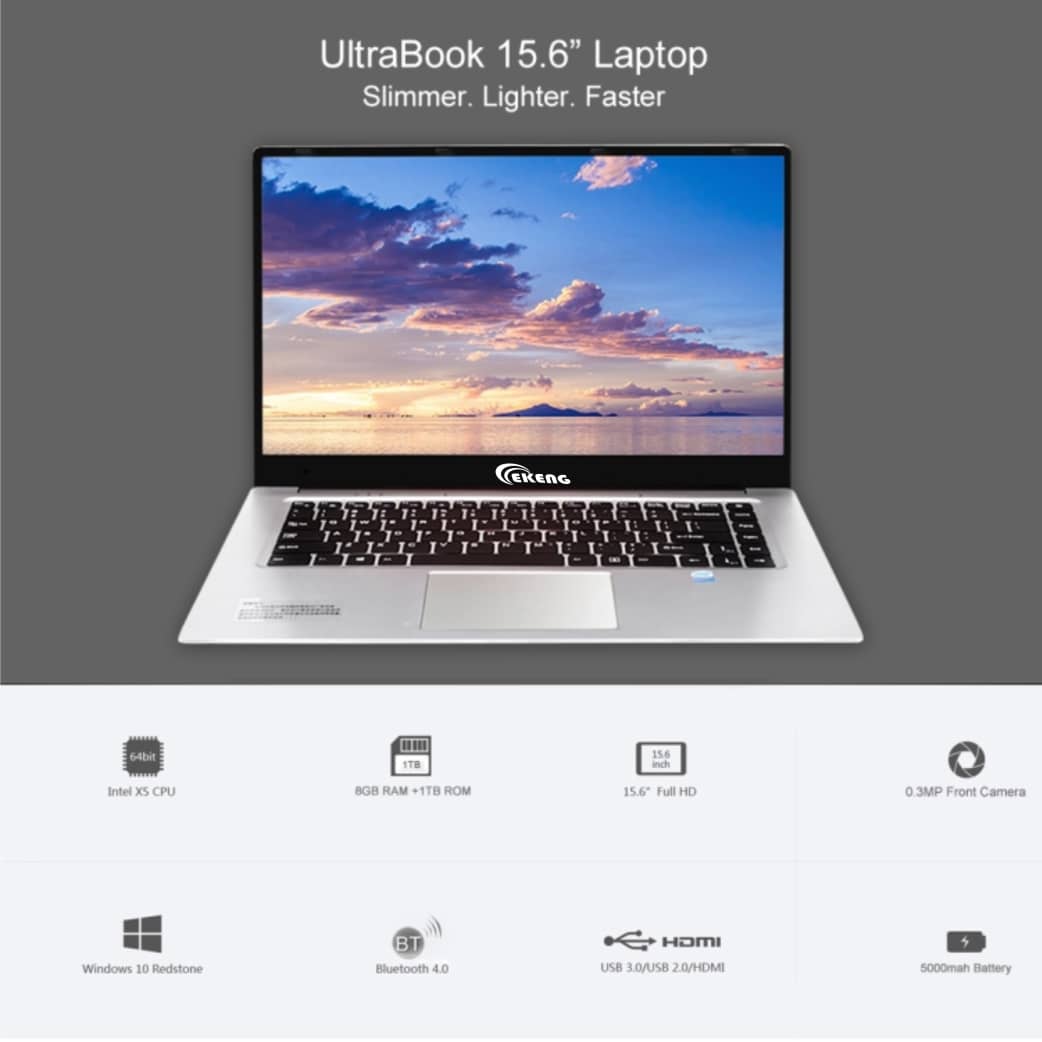 UltraBook 15.6” Laptop
Slimmer. Lighter. Faster
EKENG
64bit
Intel X5 CPU
1TB
8GB RAM +1TB ROM
15.6
inch
15.6" Full HD
0.3MP Front Camera
Windows 10 Redstone
BT
Bluetooth 4.0
HDMI
USB 3.0/USB 2.0/HDMI
5000mah Battery